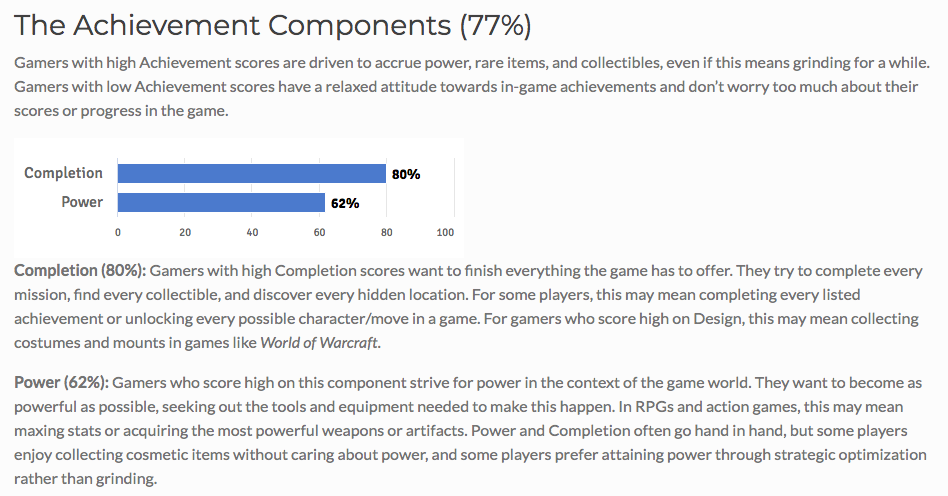 The Achievement Components (77%)
Gamers with high Achievement scores are driven to accrue power, rare items, and collectibles, even if this means grinding for a while.
Gamers with low Achievement scores have a relaxed attitude towards in-game achievements and don't worry too much about their
scores or progress in the game.
Completion 80%
Power 62%
0 20 40 60 80 100
Completion (80%): Gamers with high Completion scores want to finish everything the game has to offer. They try to complete every
mission, find every collectible, and discover every hidden location. For some players, this may mean completing every listed
achievement or unlocking every possible character/move in a game. For gamers who score high on Design, this may mean collecting
costumes and mounts in games like World of Warcraft.
Power (62%): Gamers who score high on this component strive for power in the context of the game world. They want to become as
powerful as possible, seeking out the tools and equipment needed to make this happen. In RPGs and action games, this may mean
maxing stats or acquiring the most powerful weapons or artifacts. Power and Completion often go hand in hand, but some players
enjoy collecting cosmetic items without caring about power, and some players prefer attaining power through strategic optimization
rather than grinding.